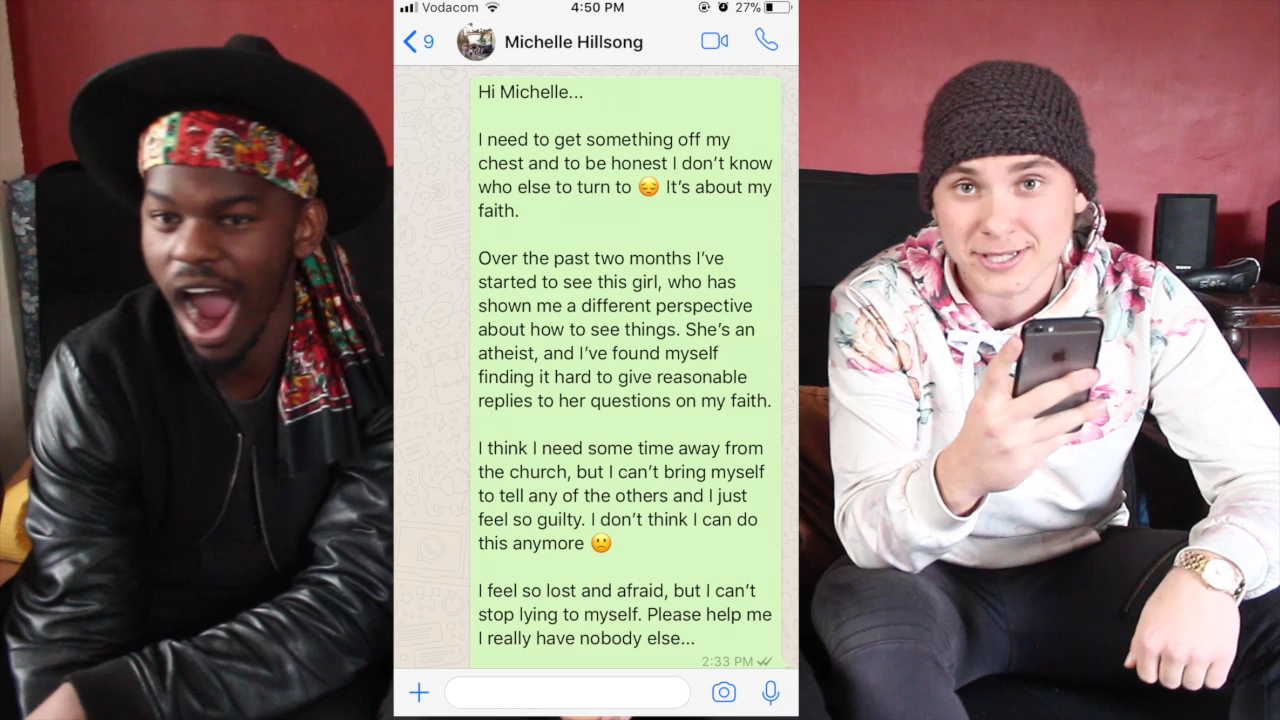 Vodacom 4:50 PM 27%
9 Michelle Hillsong
Hi Michelle...
I need to get something off my
chest and to be honest I don't know
who else to turn to 😔 It's about my
faith.
Over the past two months I've
started to see this girl, who has
shown me a different perspective
about how to see things. She's an
atheist, and I've found myself
finding it hard to give reasonable
replies to her questions on my faith.
I think I need some time away from
the church, but I can't bring myself
to tell any of the others and I just
feel so guilty. I don't think I can do
this anymore 🙁
I feel so lost and afraid, but I can't
stop lying to myself. Please help me
I really have nobody else...
2:33 PM
SONY